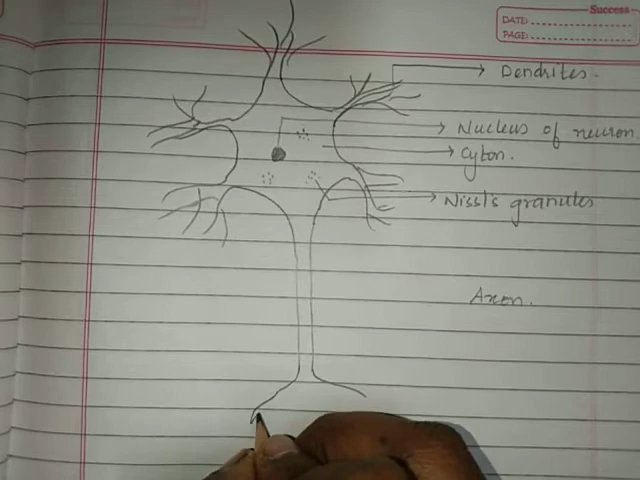 Success
DATE:
PAGE:
Dendrites.
Nucleus of neuron
Cyton.
Nissl's granules
Axon.